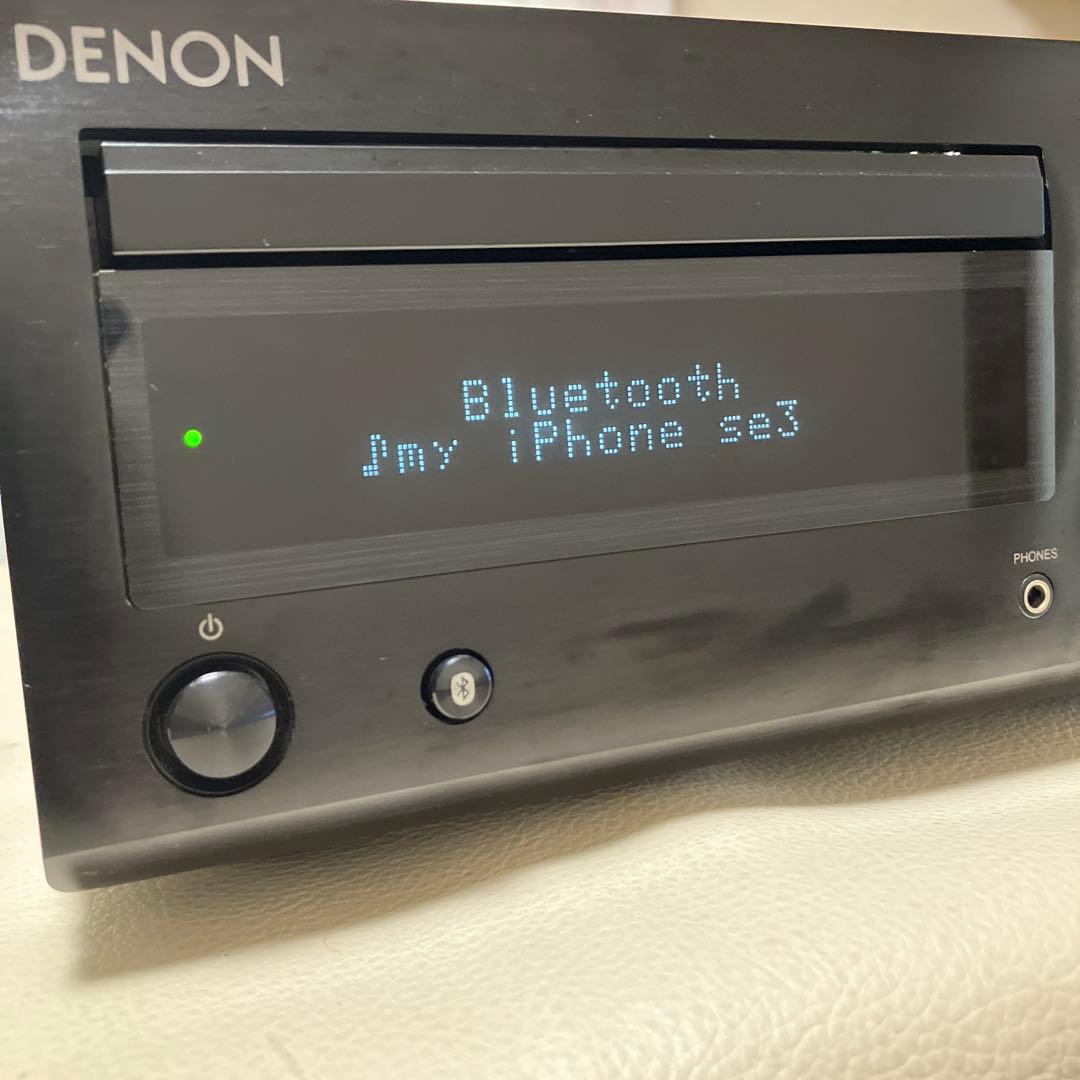 DENON
Bluetooth
♪my iPhone se3
PHONES